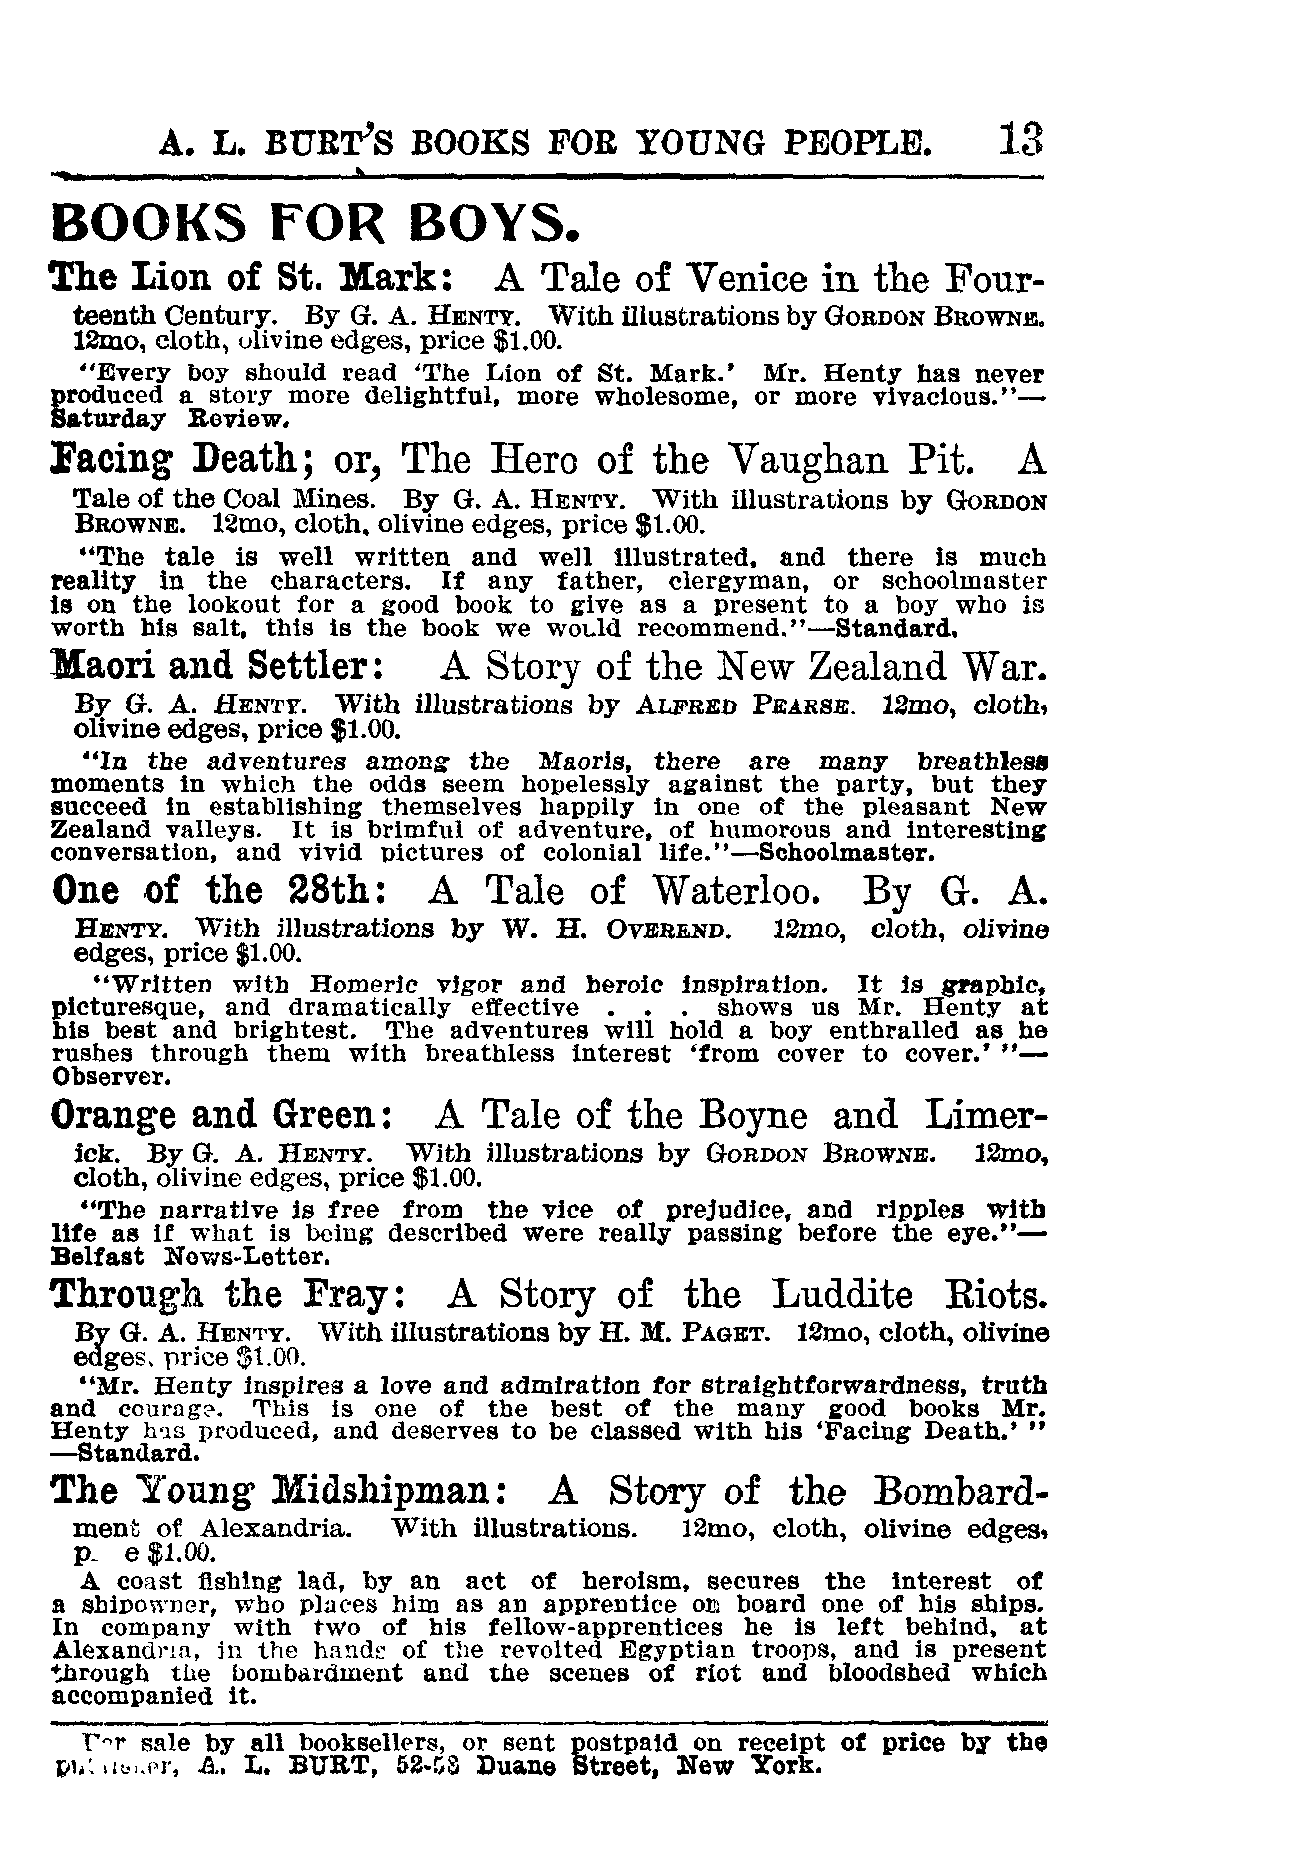 A. L. BURT'S BOOKS FOR YOUNG PEOPLE. 13
BOOKS FOR BOYS.
The Lion of St. Mark: A Tale of Venice in the Four-
teenth Century. By G. A. HENTY. With illustrations by GORDON BROWNE.
12mo, cloth, olivine edges, price $1.00.
"Every boy should read 'The Lion of St. Mark.' Mr. Henty has never
produced a story more delightful, more wholesome, or more vivacious."—
Saturday Review.
Facing Death; or, The Hero of the Vaughan Pit. A
Tale of the Coal Mines. By G. A. HENTY. With illustrations by GORDON
BROWNE. 12mo, cloth, olivine edges, price $1.00.
"The tale is well written and well illustrated, and there is much
reality in the characters. If any father, clergyman, or schoolmaster
is on the lookout for a good book to give as a present to a boy who is
worth his salt, this is the book we would recommend."—Standard.
Maori and Settler: A Story of the New Zealand War.
By G. A. HENTY. With illustrations by ALFRED PEARSE. 12mo, cloth,
olivine edges, price $1.00.
"In the adventures among the Maoris, there are many breathless
moments in which the odds seem hopelessly against the party, but they
succeed in establishing themselves happily in one of the pleasant New
Zealand valleys. It is brimful of adventure, of humorous and interesting
conversation, and vivid pictures of colonial life."—Schoolmaster.
One of the 28th: A Tale of Waterloo. By G. A.
HENTY. With illustrations by W. H. OVEREND. 12mo, cloth, olivine
edges, price $1.00.
"Written with Homeric vigor and heroic inspiration. It is graphic,
picturesque, and dramatically effective . . . shows us Mr. Henty at
his best and brightest. The adventures will hold a boy enthralled as he
rushes through them with breathless interest 'from cover to cover.' "—
Observer.
Orange and Green: A Tale of the Boyne and Limer-
ick. By G. A. HENTY. With illustrations by GORDON BROWNE. 12mo,
cloth, olivine edges, price $1.00.
"The narrative is free from the vice of prejudice, and ripples with
life as if what is being described were really passing before the eye."—
Belfast News-Letter.
Through the Fray: A Story of the Luddite Riots.
By G. A. HENTY. With illustrations by H. M. PAGET. 12mo, cloth, olivine
edges, price $1.00.
"Mr. Henty inspires a love and admiration for straightforwardness, truth
and courage. This is one of the best of the many good books Mr.
Henty has produced, and deserves to be classed with his 'Facing Death.' "
—Standard.
The Young Midshipman: A Story of the Bombard-
ment of Alexandria. With illustrations. 12mo, cloth, olivine edges,
price $1.00.
A coast fishing lad, by an act of heroism, secures the interest of
a shipowner, who places him as an apprentice on board one of his ships.
In company with two of his fellow-apprentices he is left behind, at
Alexandria, in the hands of the revolted Egyptian troops, and is present
through the bombardment and the scenes of riot and bloodshed which
accompanied it.
For sale by all booksellers, or sent postpaid on receipt of price by the
publisher, A. L. BURT, 52-58 Duane Street, New York.